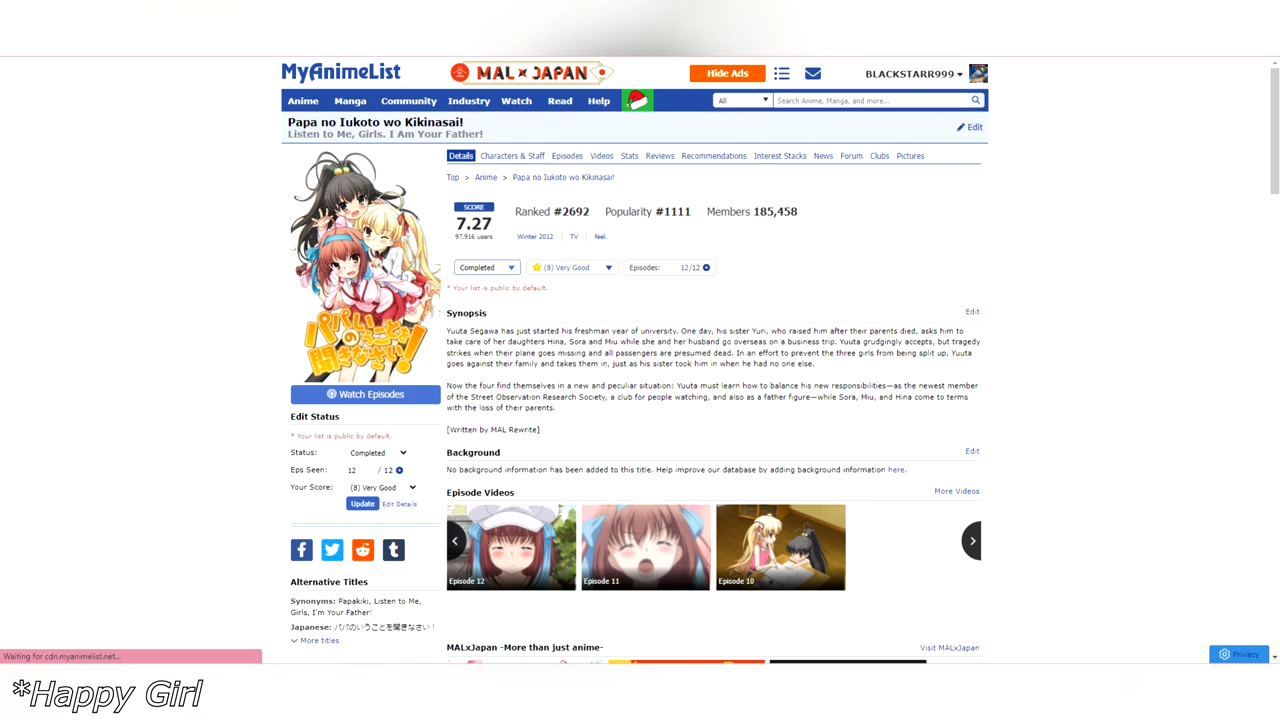 MyAnimeList
MAL x JAPAN
Hide Ads
BLACKSTARR999
Anime Manga Community Industry Watch Read Help
All
Search Anime, Manga, and more...
Papa no Iukoto wo Kikinasai!
Listen to Me, Girls. I Am Your Father!
Edit
パパのいうことを聞きなさい!
Watch Episodes
Edit Status
* Your list is public by default.
Status: Completed
Eps Seen: 12 / 12
Your Score: (8) Very Good
Update Edit Details
Alternative Titles
Synonyms: Papakiki, Listen to Me,
Girls, I'm Your Father!
Japanese: パパのいうことを聞きなさい！
More titles
Details Characters & Staff Episodes Videos Stats Reviews Recommendations Interest Stacks News Forum Clubs Pictures
Top > Anime > Papa no Iukoto wo Kikinasai!
SCORE
7.27
97,916 users
Ranked #2692 Popularity #1111 Members 185,458
Winter 2012 TV feel.
Completed (8) Very Good Episodes: 12/12
* Your list is public by default.
Synopsis Edit
Yuuta Segawa has just started his freshman year of university. One day, his sister Yuri, who raised him after their parents died, asks him to
take care of her daughters Hina, Sora and Miu while she and her husband go overseas on a business trip. Yuuta grudgingly accepts, but tragedy
strikes when their plane goes missing and all passengers are presumed dead. In an effort to prevent the three girls from being split up, Yuuta
goes against their family and takes them in, just as his sister took him in when he had no one else.
Now the four find themselves in a new and peculiar situation: Yuuta must learn how to balance his new responsibilities—as the newest member
of the Street Observation Research Society, a club for people watching, and also as a father figure—while Sora, Miu, and Hina come to terms
with the loss of their parents.
[Written by MAL Rewrite]
Background Edit
No background information has been added to this title. Help improve our database by adding background information here.
Episode Videos More Videos
Episode 12
Episode 11
Episode 10
MALxJapan -More than just anime- Visit MALxJapan
Waiting for cdn.myanimelist.net...
Privacy
*Happy Girl